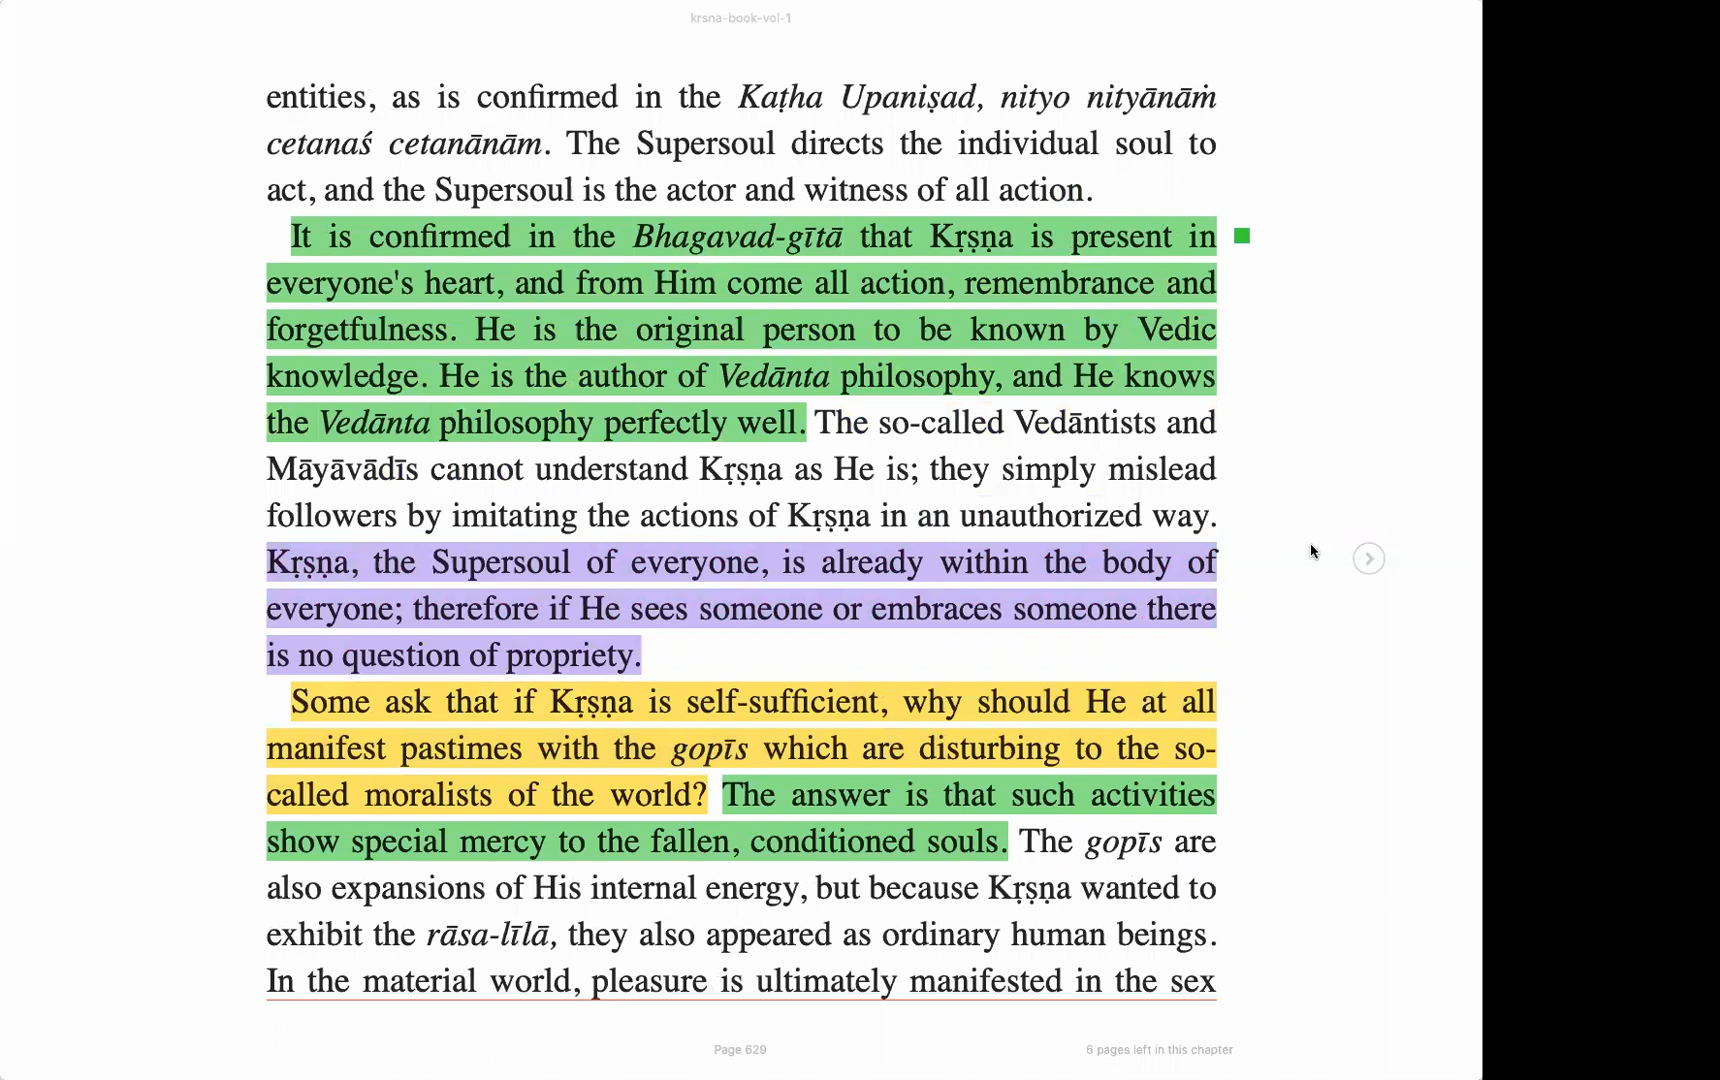 krsna-book-vol-1
entities, as is confirmed in the Kaṭha Upaniṣad, nityo nityānāṁ
cetanaś cetanānām. The Supersoul directs the individual soul to
act, and the Supersoul is the actor and witness of all action.
It is confirmed in the Bhagavad-gītā that Kṛṣṇa is present in
everyone's heart, and from Him come all action, remembrance and
forgetfulness. He is the original person to be known by Vedic
knowledge. He is the author of Vedānta philosophy, and He knows
the Vedānta philosophy perfectly well. The so-called Vedāntists and
Māyāvādīs cannot understand Kṛṣṇa as He is; they simply mislead
followers by imitating the actions of Kṛṣṇa in an unauthorized way.
Kṛṣṇa, the Supersoul of everyone, is already within the body of
everyone; therefore if He sees someone or embraces someone there
is no question of propriety.
Some ask that if Kṛṣṇa is self-sufficient, why should He at all
manifest pastimes with the gopīs which are disturbing to the so-
called moralists of the world? The answer is that such activities
show special mercy to the fallen, conditioned souls. The gopīs are
also expansions of His internal energy, but because Kṛṣṇa wanted to
exhibit the rāsa-līlā, they also appeared as ordinary human beings.
In the material world, pleasure is ultimately manifested in the sex
Page 629
6 pages left in this chapter